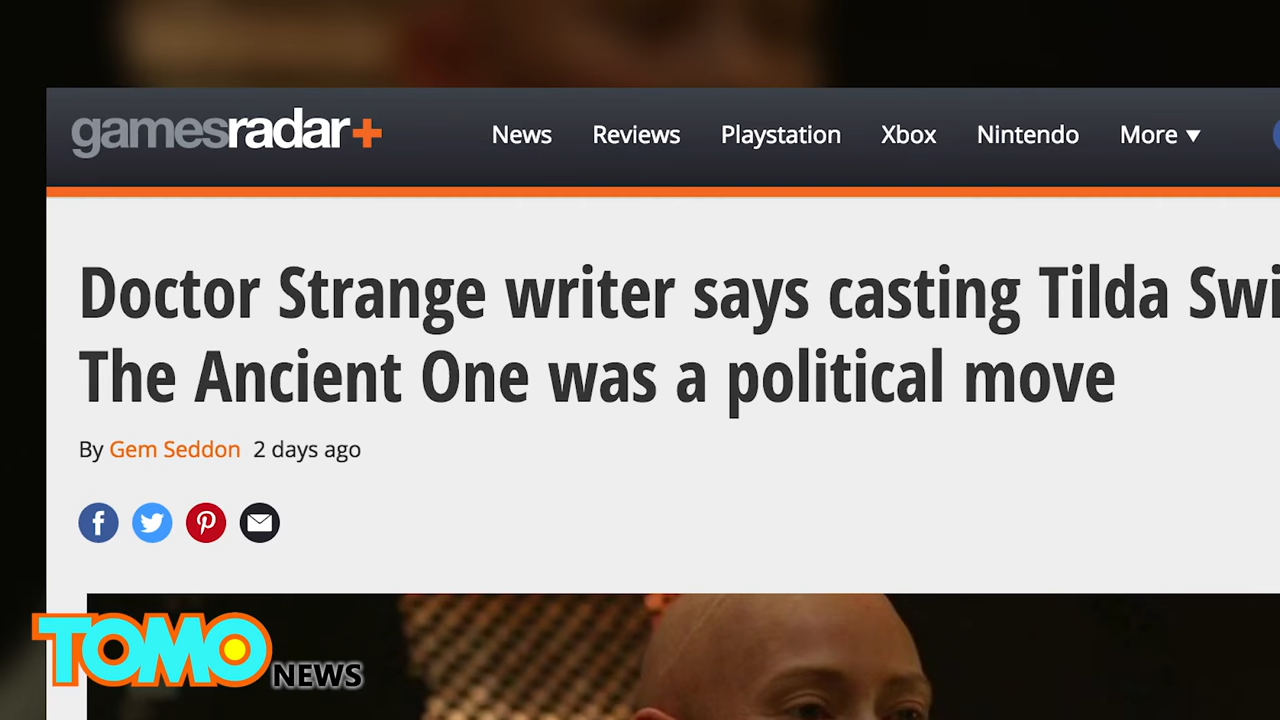 gamesradar+
News Reviews Playstation Xbox Nintendo More
Doctor Strange writer says casting Tilda Swi
The Ancient One was a political move
By Gem Seddon 2 days ago
TOMO NEWS